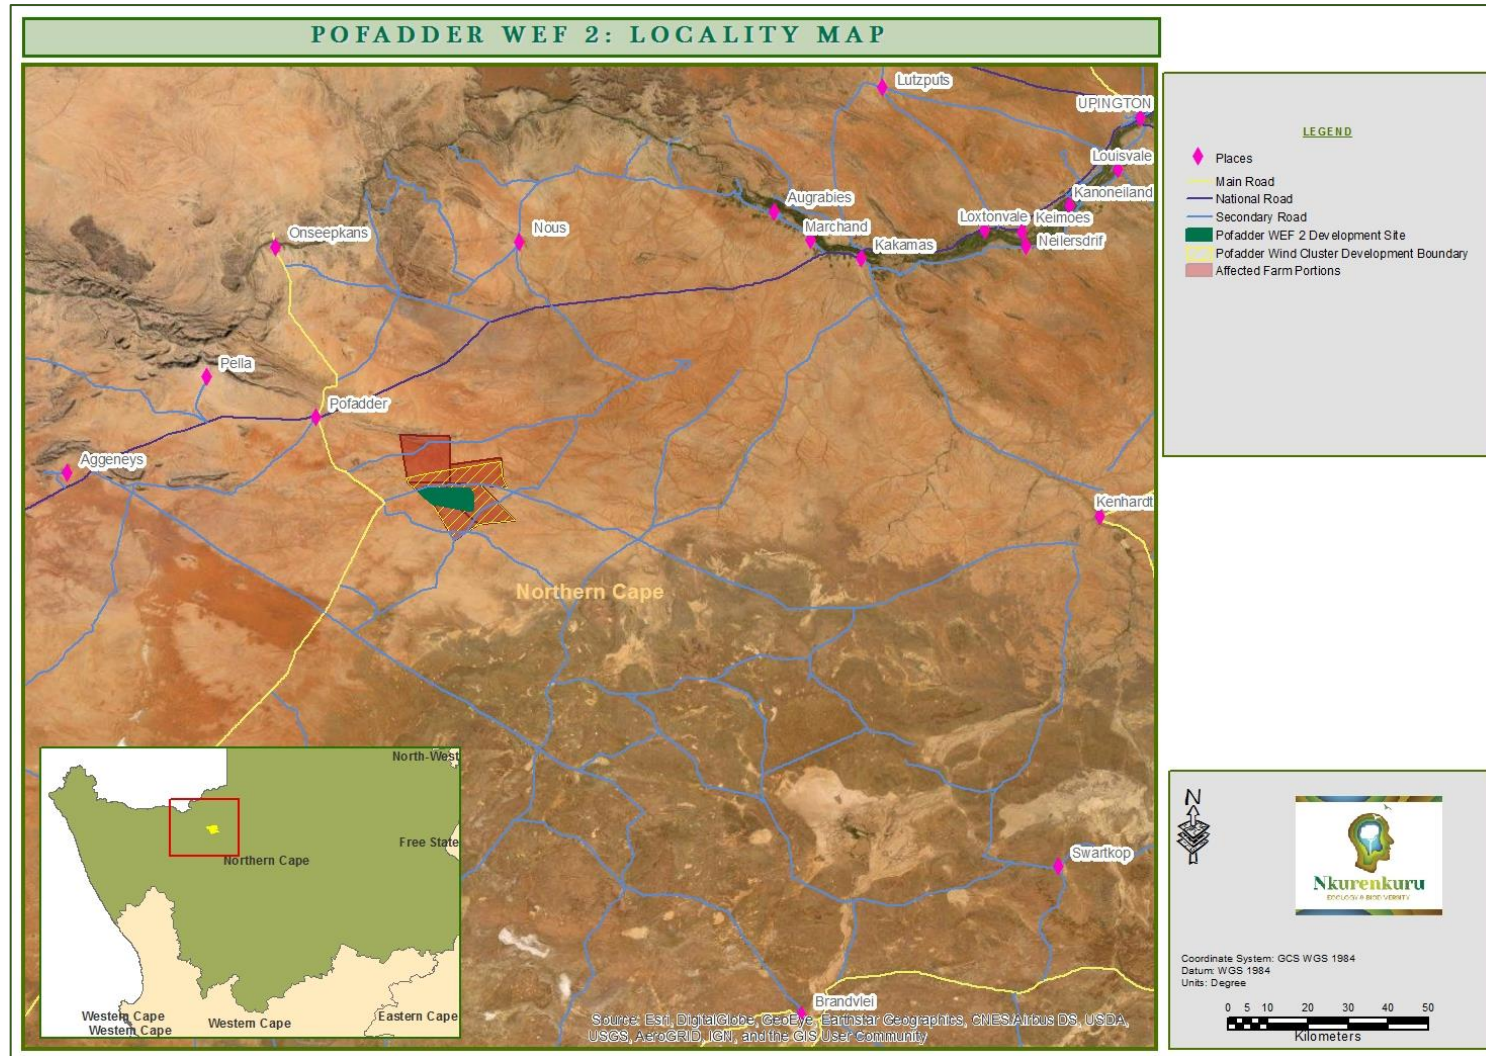 POFADDER WEF 2: LOCALITY MAP
Lutzputs
UPINGTON
Louisvale
Kanoneiland
Augrabies
Loxtonvale
Keimoes
Marchand
Neilersdrif
Onseepkans
Nous
Kakamas
Pella
Pofadder
Aggeneys
Kenhardt
Northern Cape
Swartkop
Brandvlei
Source: Esri, DigitalGlobe, GeoEye, Earthstar Geographics, CNES/Airbus DS, USDA,
USGS, AeroGRID, IGN, and the GIS User Community
North-West
Free State
Northern Cape
Western Cape
Western Cape
Western Cape
Eastern Cape
LEGEND
Places
Main Road
National Road
Secondary Road
Pofadder WEF 2 Development Site
Pofadder Wind Cluster Development Boundary
Affected Farm Portions
N
Nkurenkuru
ECOLOGY & BIODIVERSITY
Coordinate System: GCS WGS 1984
Datum: WGS 1984
Units: Degree
0 5 10 20 30 40 50
Kilometers